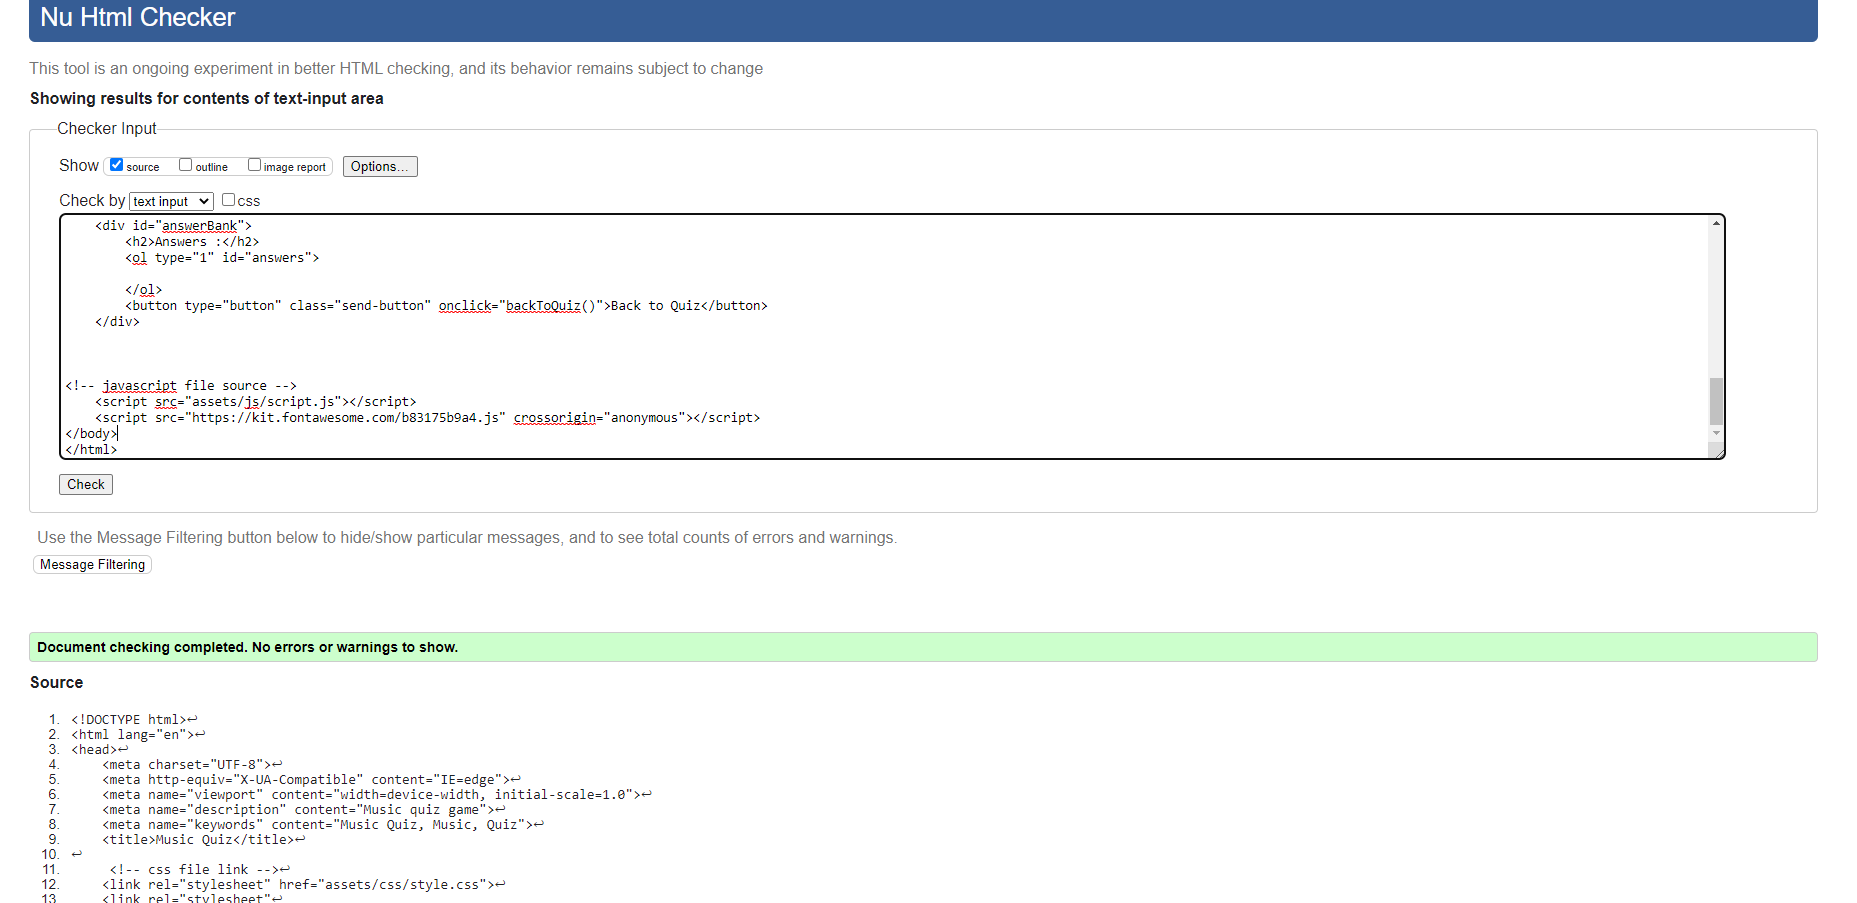 Nu Html Checker
This tool is an ongoing experiment in better HTML checking, and its behavior remains subject to change
Showing results for contents of text-input area
Checker Input
Show source outline image report Options...
Check by text input css
<div id="answerBank">
<h2>Answers :</h2>
<ol type="1" id="answers">
</ol>
<button type="button" class="send-button" onclick="backToQuiz()">Back to Quiz</button>
</div>
<!-- javascript file source -->
<script src="assets/js/script.js"></script>
<script src="https://kit.fontawesome.com/b83175b9a4.js" crossorigin="anonymous"></script>
</body>
</html>
Check
Use the Message Filtering button below to hide/show particular messages, and to see total counts of errors and warnings.
Message Filtering
Document checking completed. No errors or warnings to show.
Source
1. <!DOCTYPE html>↩
2. <html lang="en">↩
3. <head>↩
4. <meta charset="UTF-8">↩
5. <meta http-equiv="X-UA-Compatible" content="IE=edge">↩
6. <meta name="viewport" content="width=device-width, initial-scale=1.0">↩
7. <meta name="description" content="Music quiz game">↩
8. <meta name="keywords" content="Music Quiz, Music, Quiz">↩
9. <title>Music Quiz</title>↩
10. ↩
11. <!-- css file link -->↩
12. <link rel="stylesheet" href="assets/css/style.css">↩
13. <link rel="stylesheet"↩